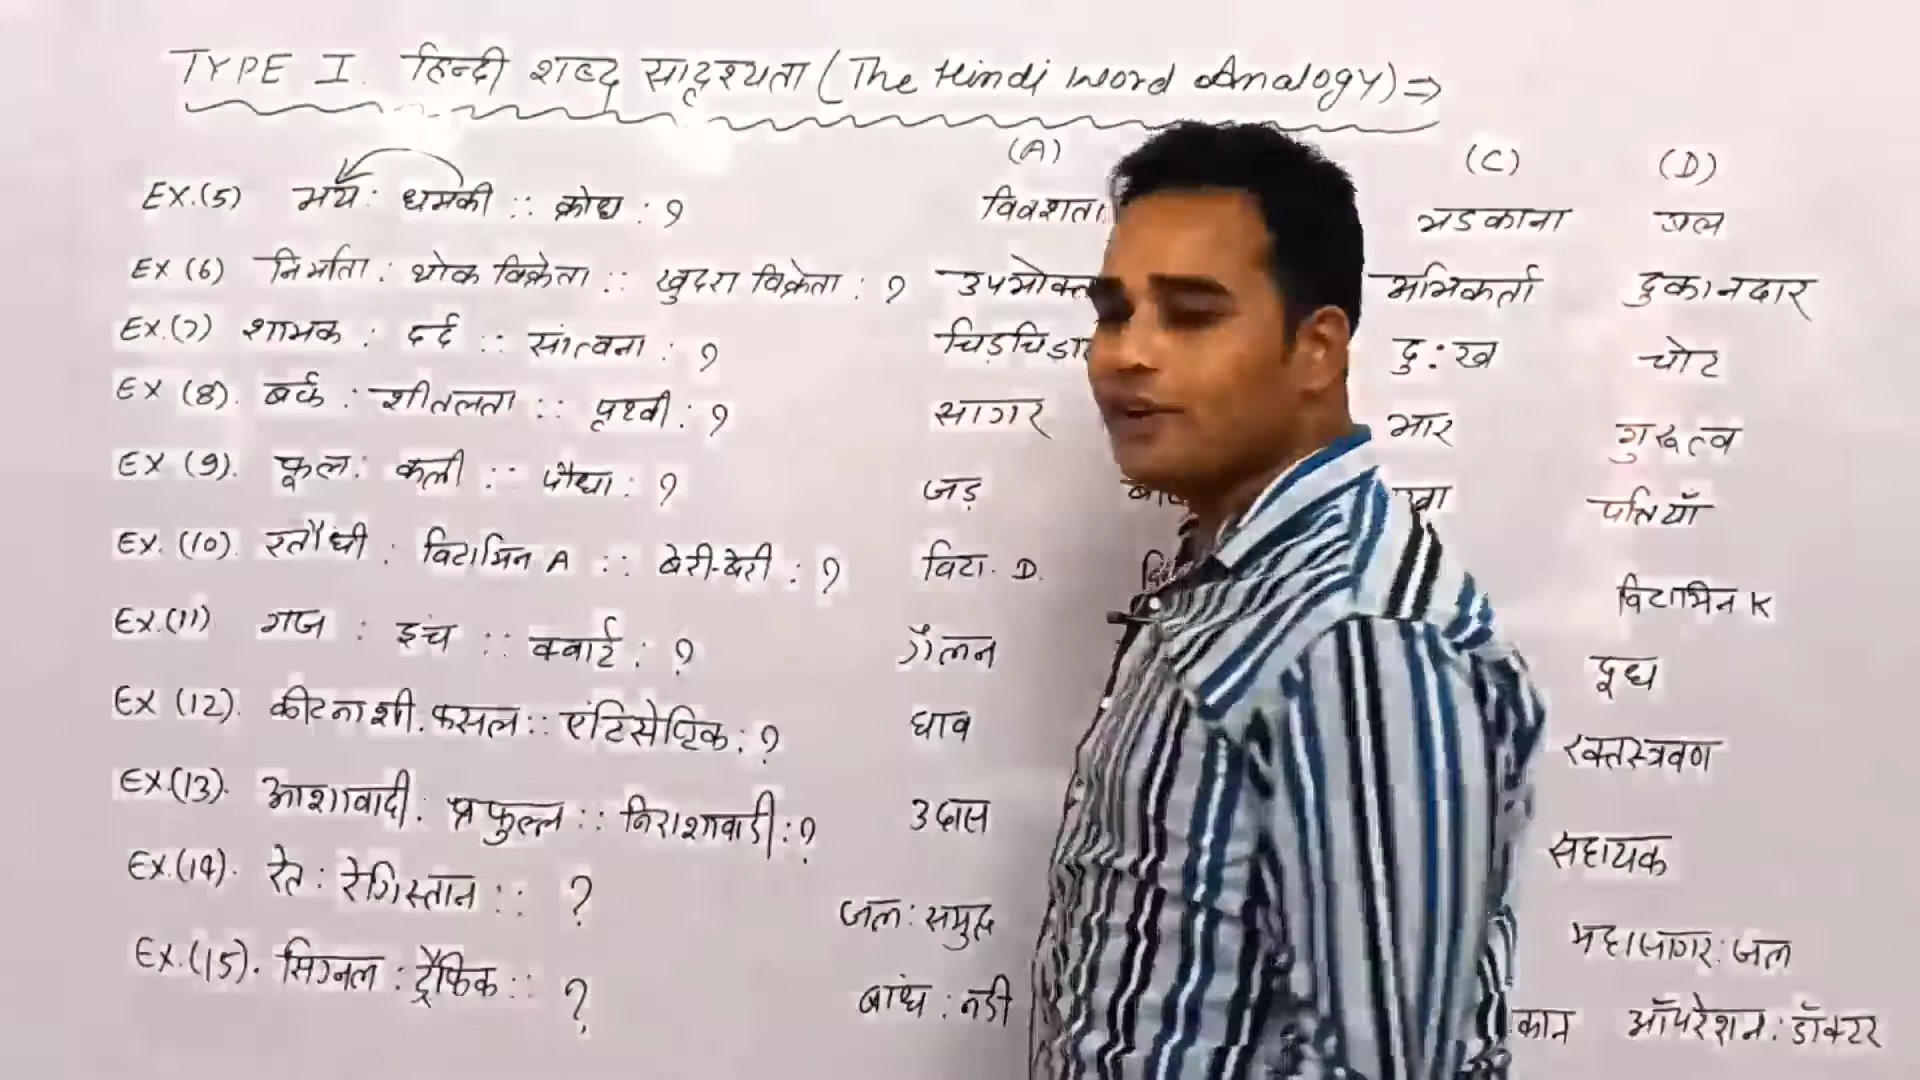 TYPE I. हिन्दी शब्द सादृश्यता (The Hindi Word Analogy) ⇒
(A) (C) (D)
EX.(5) भय : धमकी :: क्रोध : ? विवशता भडकाना छल
EX (6) निर्माता : थोक विक्रेता :: खुदरा विक्रेता : ? उपभोक्ता अभिकर्ता दुकानदार
EX.(7) शामक : दर्द :: सांत्वना : ? दु:ख चोट
EX (8). बर्फ : शीतलता :: पृथ्वी : ? सागर भार गुरुत्व
EX (9). फूल : कली :: पौधा : ? जड़ पत्तियाँ
EX. (10). रतौंधी : विटामिन A :: बेरी-बेरी : ? विटा. D. विटामिन K
EX.(11) गज : इंच :: क्वार्ट : ? गैलन दूध
EX (12). कीटनाशी : फसल :: एंटिसेप्टिक : ? घाव रक्तस्त्रवण
EX.(13). आशावादी : प्रफुल्ल :: निराशावादी : ? उदास सहायक
EX.(14). रेत : रेगिस्तान :: ? जल : समुद्र महासागर : जल
EX.(15). सिग्नल : ट्रैफिक :: ? बांध : नदी ऑपरेशन : डॉक्टर